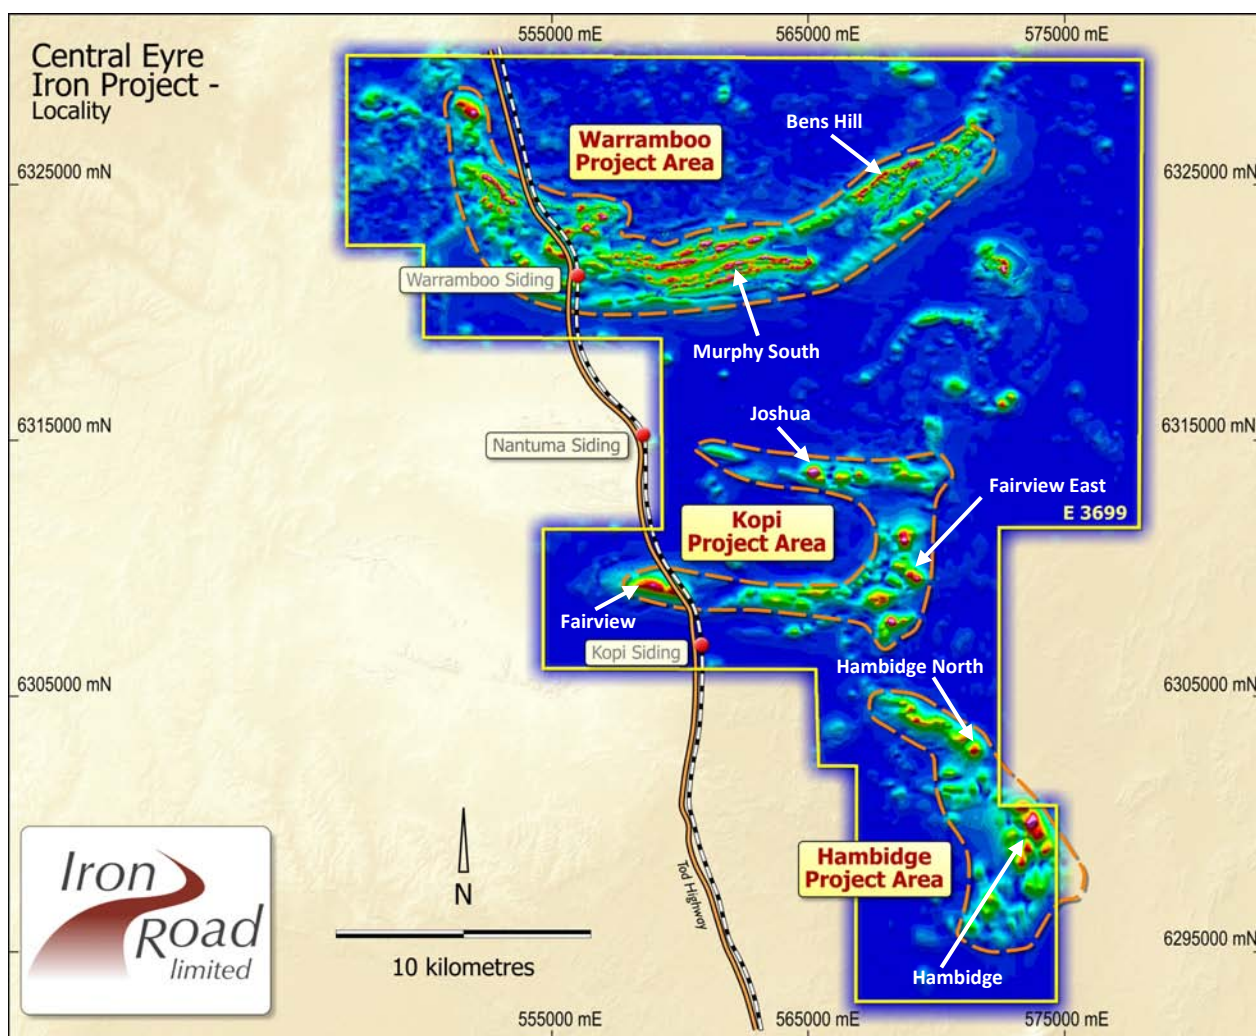 555000 mE
565000 mE
575000 mE
Central Eyre
Iron Project -
Locality
Bens Hill
Warramboo
Project Area
6325000 mN
6325000 mN
Warramboo Siding
Murphy South
Joshua
6315000 mN
6315000 mN
Nantuma Siding
Fairview East
Kopi
Project Area
E 3699
Fairview
Kopi Siding
Hambidge North
6305000 mN
6305000 mN
Hambidge
Project Area
Tod Highway
N
Iron
Road
limited
10 kilometres
6295000 mN
Hambidge
555000 mE
565000 mE
575000 mE